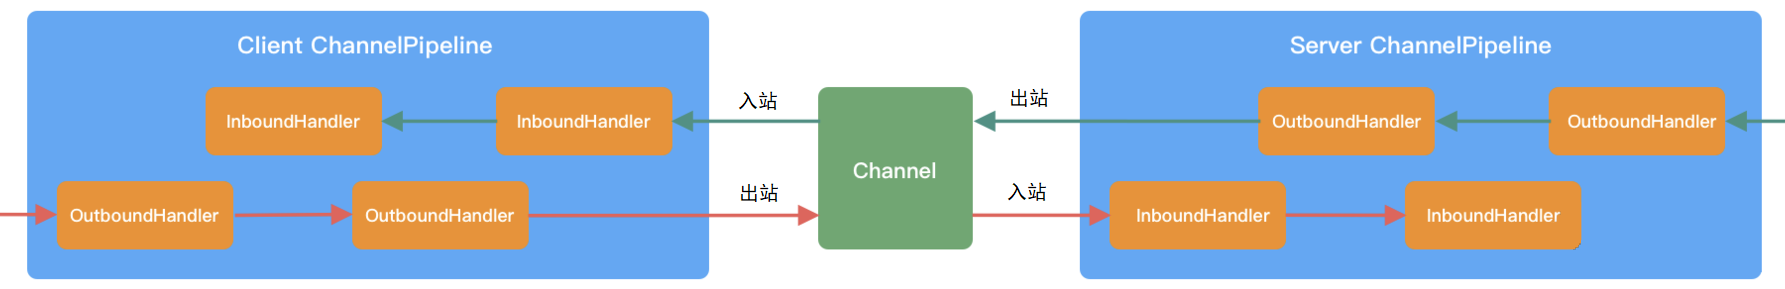 Client ChannelPipeline
InboundHandler
InboundHandler
OutboundHandler
OutboundHandler
入站
出站
Channel
出站
入站
Server ChannelPipeline
OutboundHandler
OutboundHandler
InboundHandler
InboundHandler